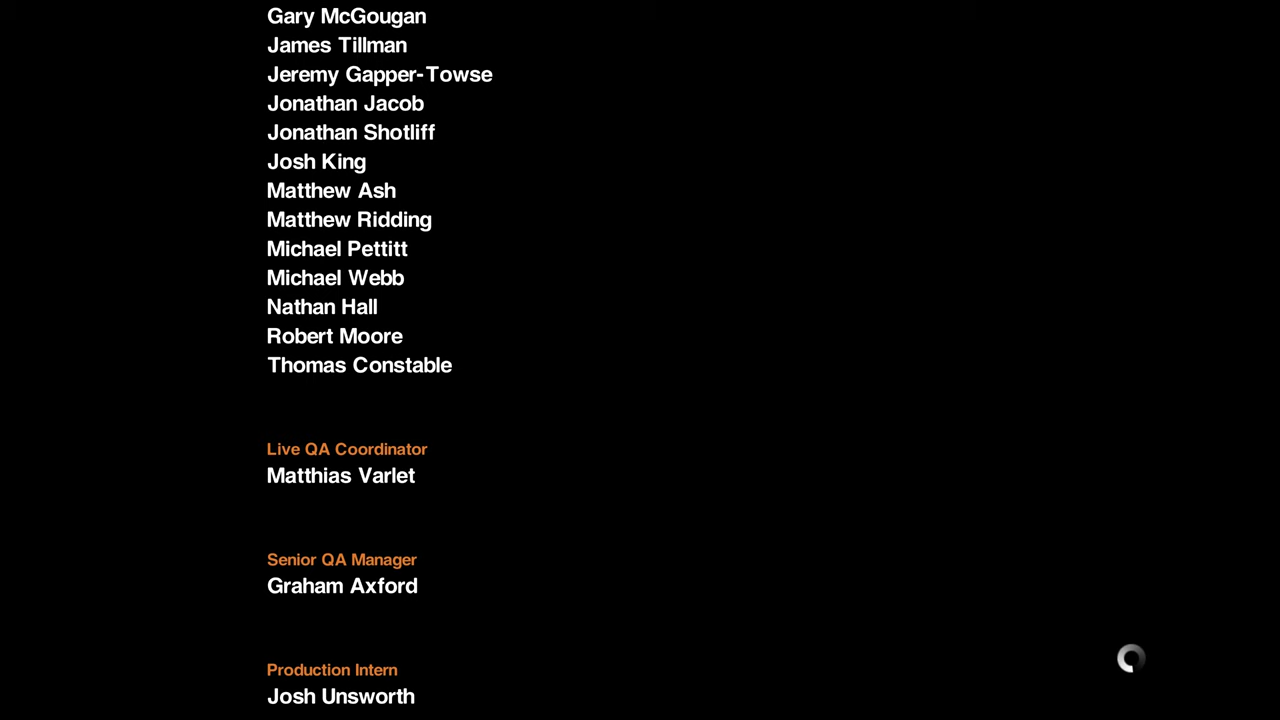 Gary McGougan
James Tillman
Jeremy Gapper-Towse
Jonathan Jacob
Jonathan Shotliff
Josh King
Matthew Ash
Matthew Ridding
Michael Pettitt
Michael Webb
Nathan Hall
Robert Moore
Thomas Constable
Live QA Coordinator
Matthias Varlet
Senior QA Manager
Graham Axford
Production Intern
Josh Unsworth